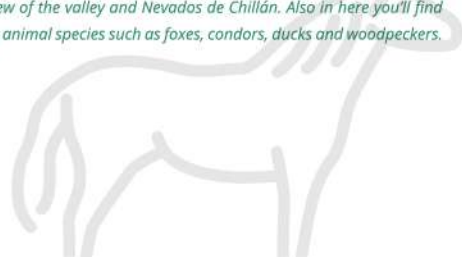 of the valley and Nevados de Chillán. Also in here you'll find
animal species such as foxes, condors, ducks and woodpeckers.